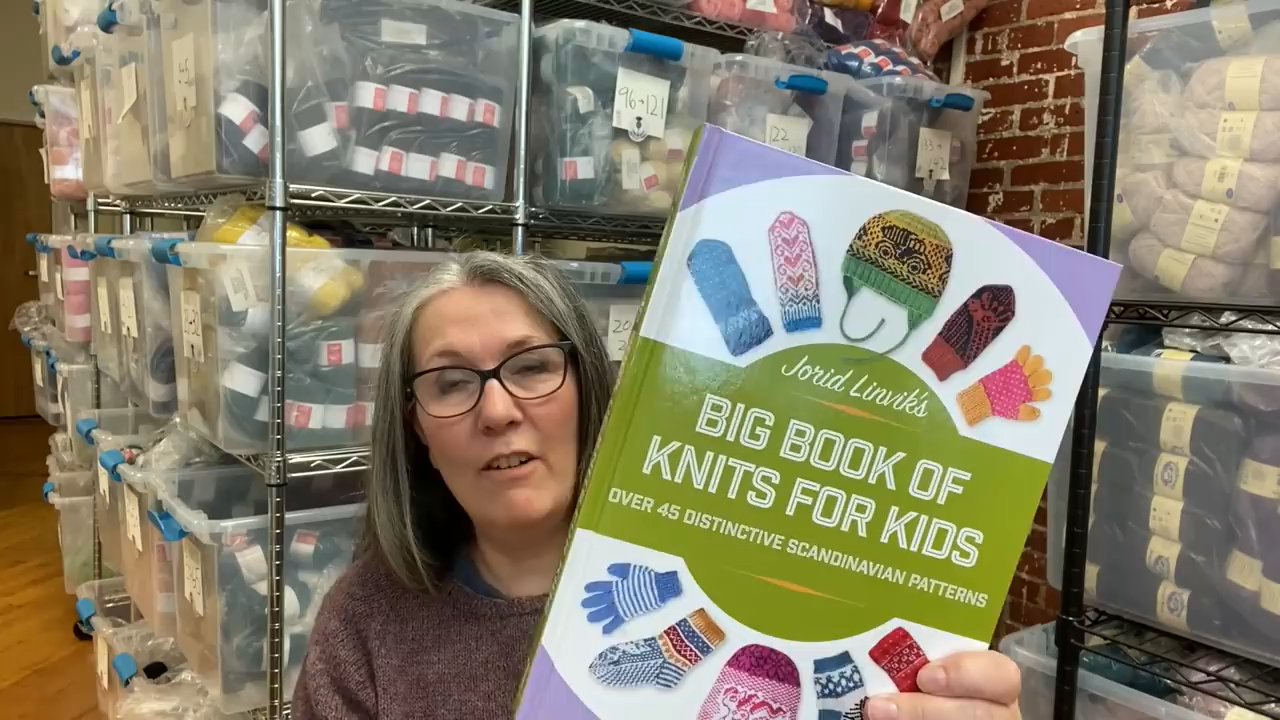 96→121
122
Jorid Linvik's
BIG BOOK OF
KNITS FOR KIDS
OVER 45 DISTINCTIVE SCANDINAVIAN PATTERNS